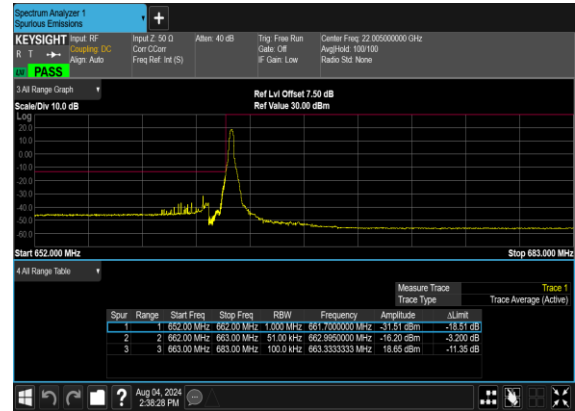 Spectrum Analyzer 1
Spurious Emissions
KEYSIGHT Input: RF Input Z: 50 Ω Atten: 40 dB Trig: Free Run Center Freq: 22.005000000 GHz
R T Coupling: DC Corr CCorr Gate: Off Avg|Hold: 100/100
Align: Auto Freq Ref: Int (S) IF Gain: Low Radio Std: None
LXI PASS
3 All Range Graph Ref Lvl Offset 7.50 dB
Scale/Div 10.0 dB Ref Value 30.00 dBm
Log
20.0
10.0
0.00
-10.0
-20.0
-30.0
-40.0
-50.0
-60.0
Start 652.000 MHz Stop 683.000 MHz
4 All Range Table
Measure Trace Trace 1
Trace Type Trace Average (Active)
Spur Range Start Freq Stop Freq RBW Frequency Amplitude ΔLimit
1 1 652.00 MHz 662.00 MHz 1.000 MHz 661.7000000 MHz -31.51 dBm -18.51 dB
2 2 662.00 MHz 663.00 MHz 51.00 kHz 662.9950000 MHz -16.20 dBm -3.200 dB
3 3 663.00 MHz 683.00 MHz 100.0 kHz 663.3333333 MHz 18.65 dBm -11.35 dB
? Aug 04, 2024
2:38:28 PM